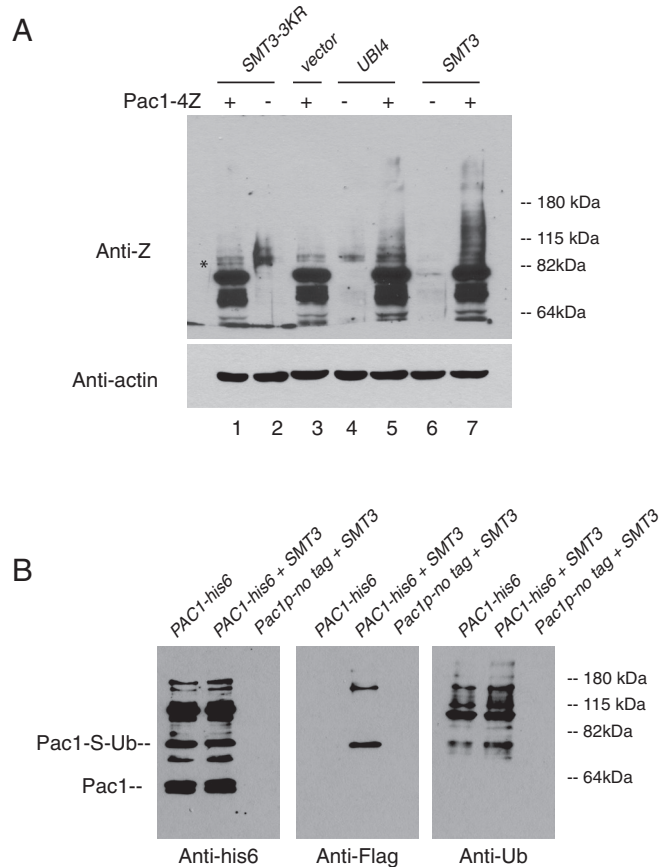 A
SMT3-3KR vector UBI4 SMT3
Pac1-4Z + - + - + - +
-- 180 kDa
-- 115 kDa
Anti-Z
* -- 82kDa
-- 64kDa
Anti-actin
1 2 3 4 5 6 7
B
PAC1-his6 PAC1-his6 + SMT3 Pac1p-no tag + SMT3 PAC1-his6 PAC1-his6 + SMT3 Pac1p-no tag + SMT3 PAC1-his6 PAC1-his6 + SMT3 Pac1p-no tag + SMT3
-- 180 kDa
-- 115 kDa
-- 82kDa
Pac1-S-Ub--
-- 64kDa
Pac1--
Anti-his6 Anti-Flag Anti-Ub